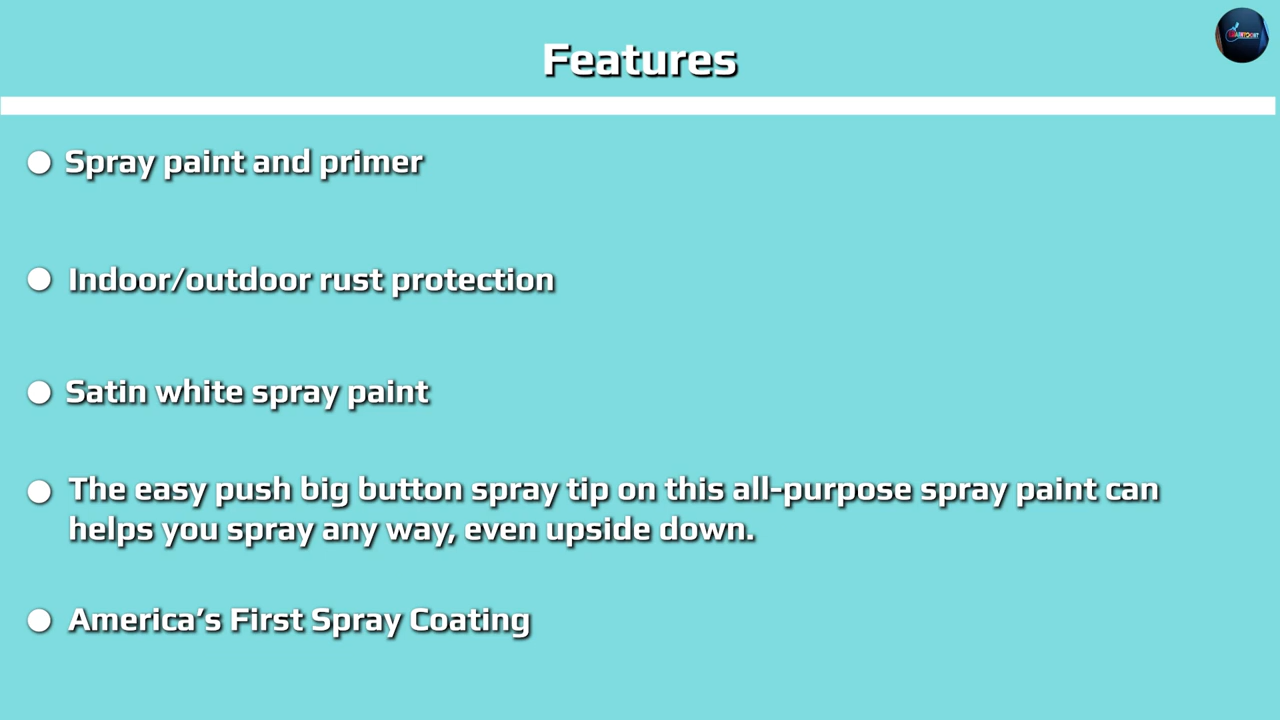 Features
Spray paint and primer
Indoor/outdoor rust protection
Satin white spray paint
The easy push big button spray tip on this all-purpose spray paint can
helps you spray any way, even upside down.
America’s First Spray Coating